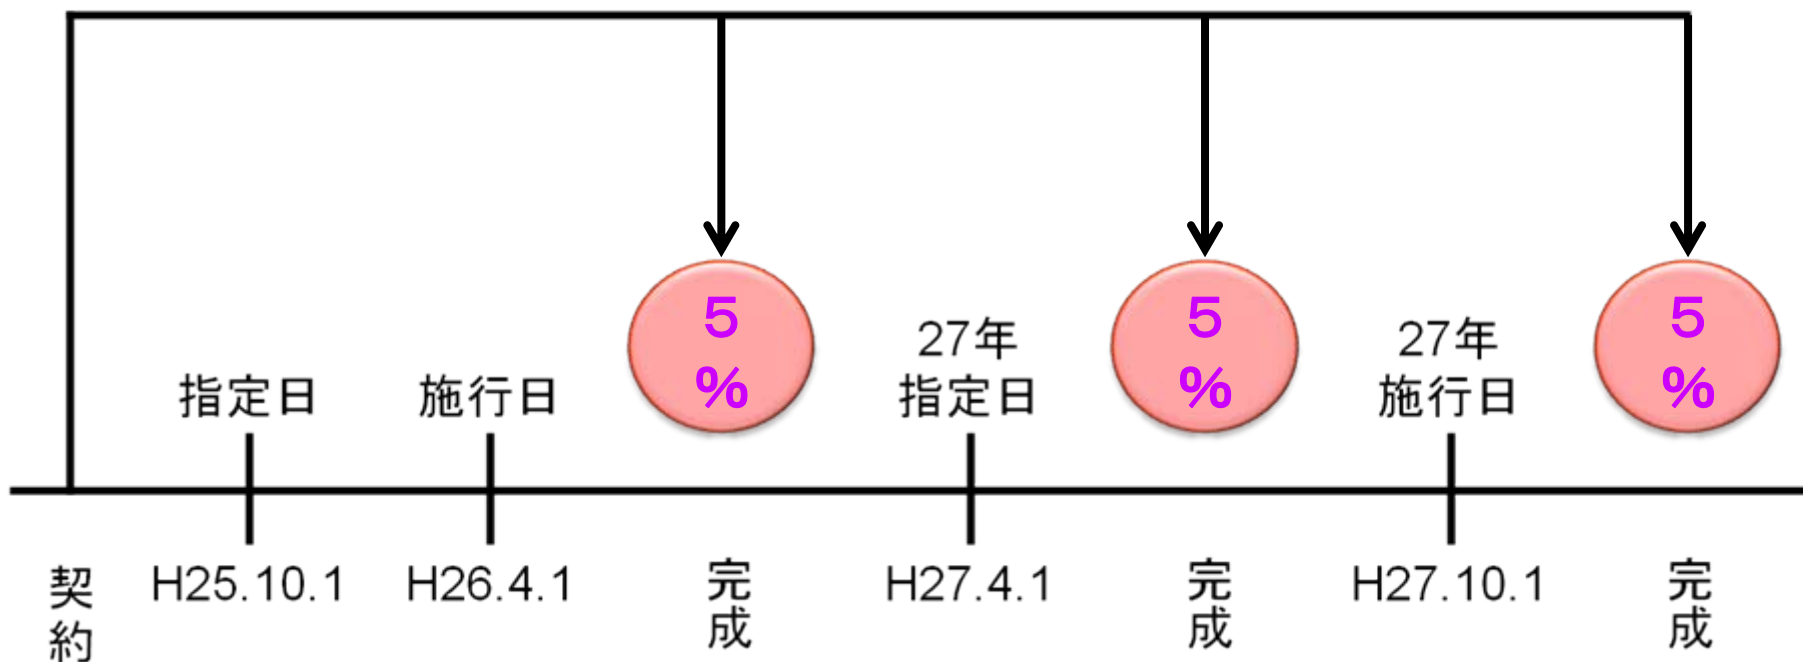 5
%
5
%
5
%
指定日
施行日
27年
指定日
27年
施行日
契約
H25.10.1
H26.4.1
完成
H27.4.1
完成
H27.10.1
完成